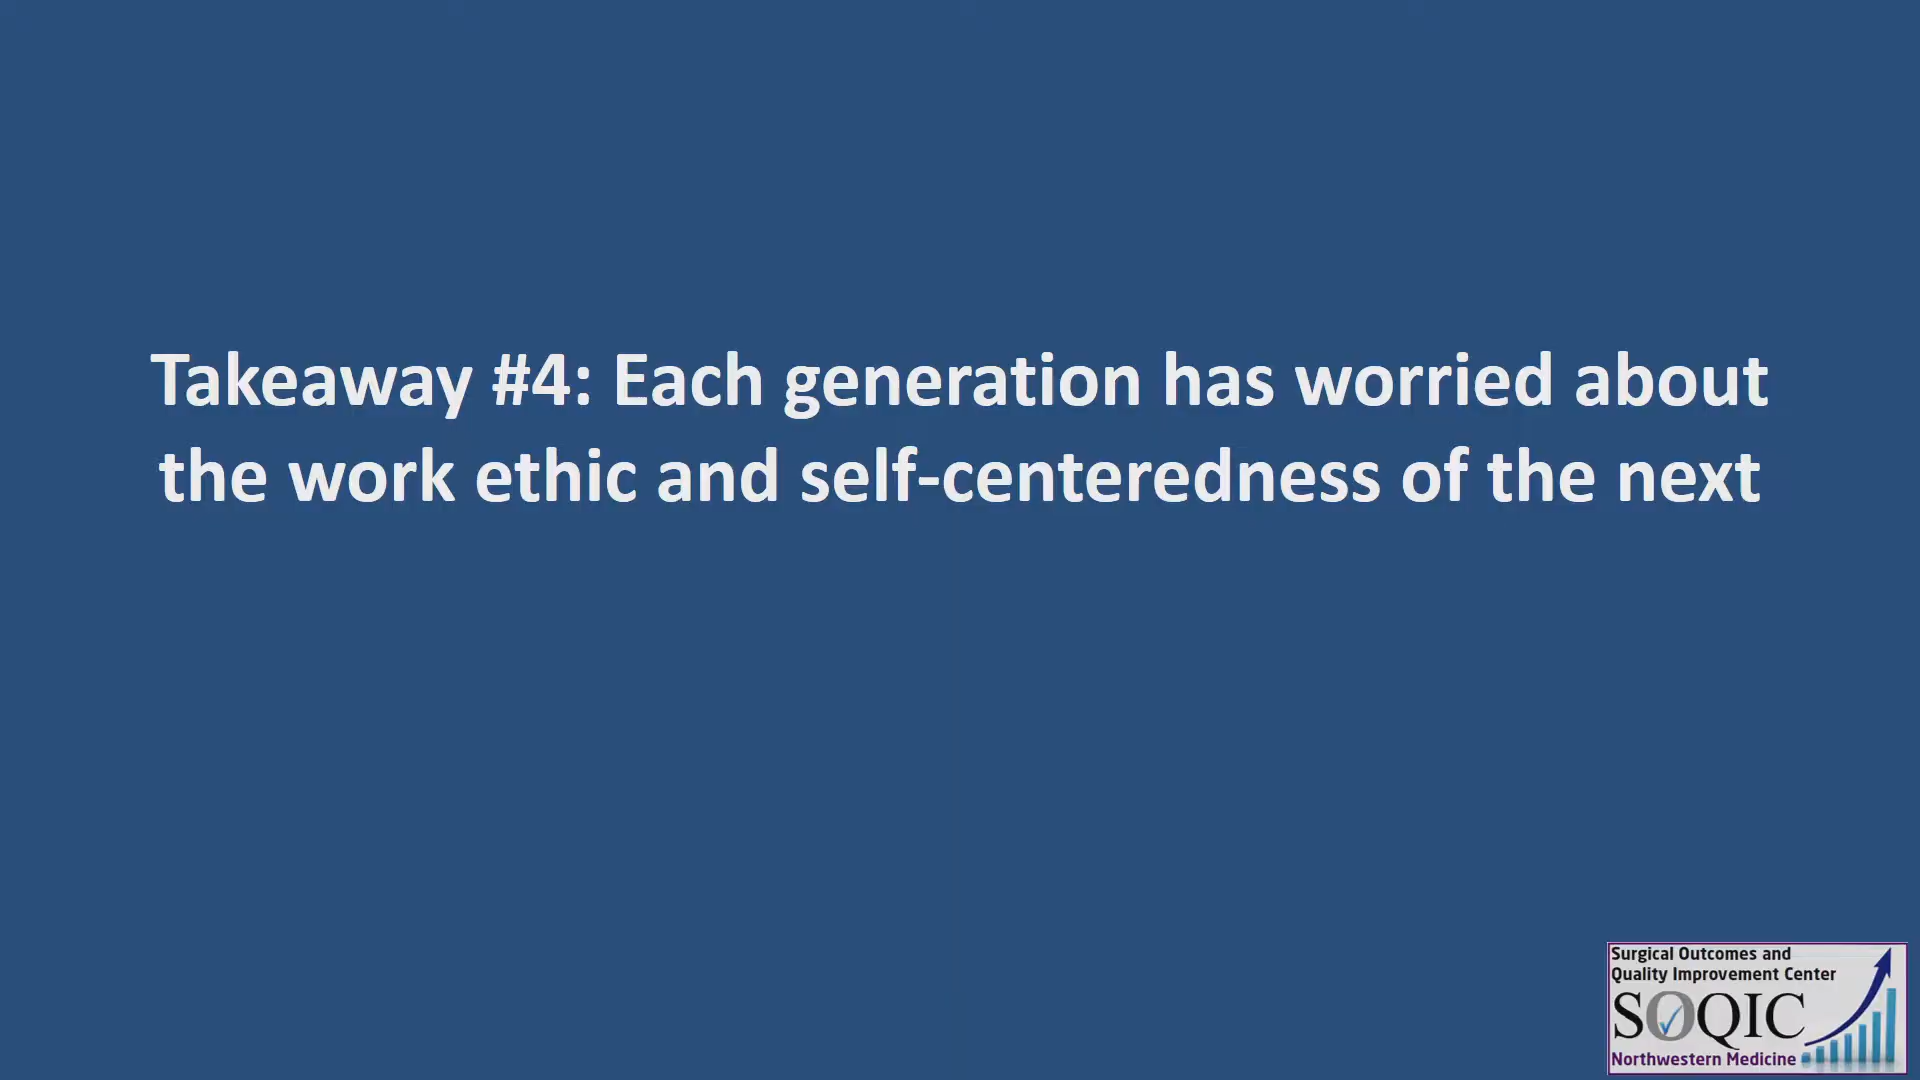 Takeaway #4: Each generation has worried about
the work ethic and self-centeredness of the next
Surgical Outcomes and
Quality Improvement Center
SOQIC
Northwestern Medicine